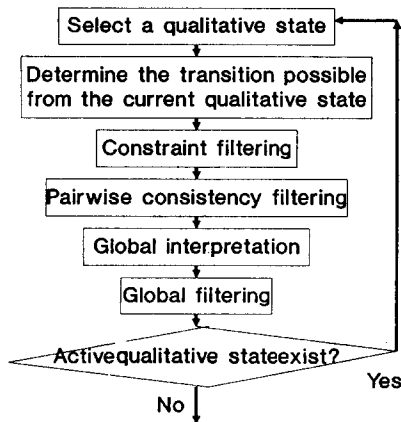 Select a qualitative state
Determine the transition possible
from the current qualitative state
Constraint filtering
Pairwise consistency filtering
Global interpretation
Global filtering
Activequalitative stateexist?
Yes
No